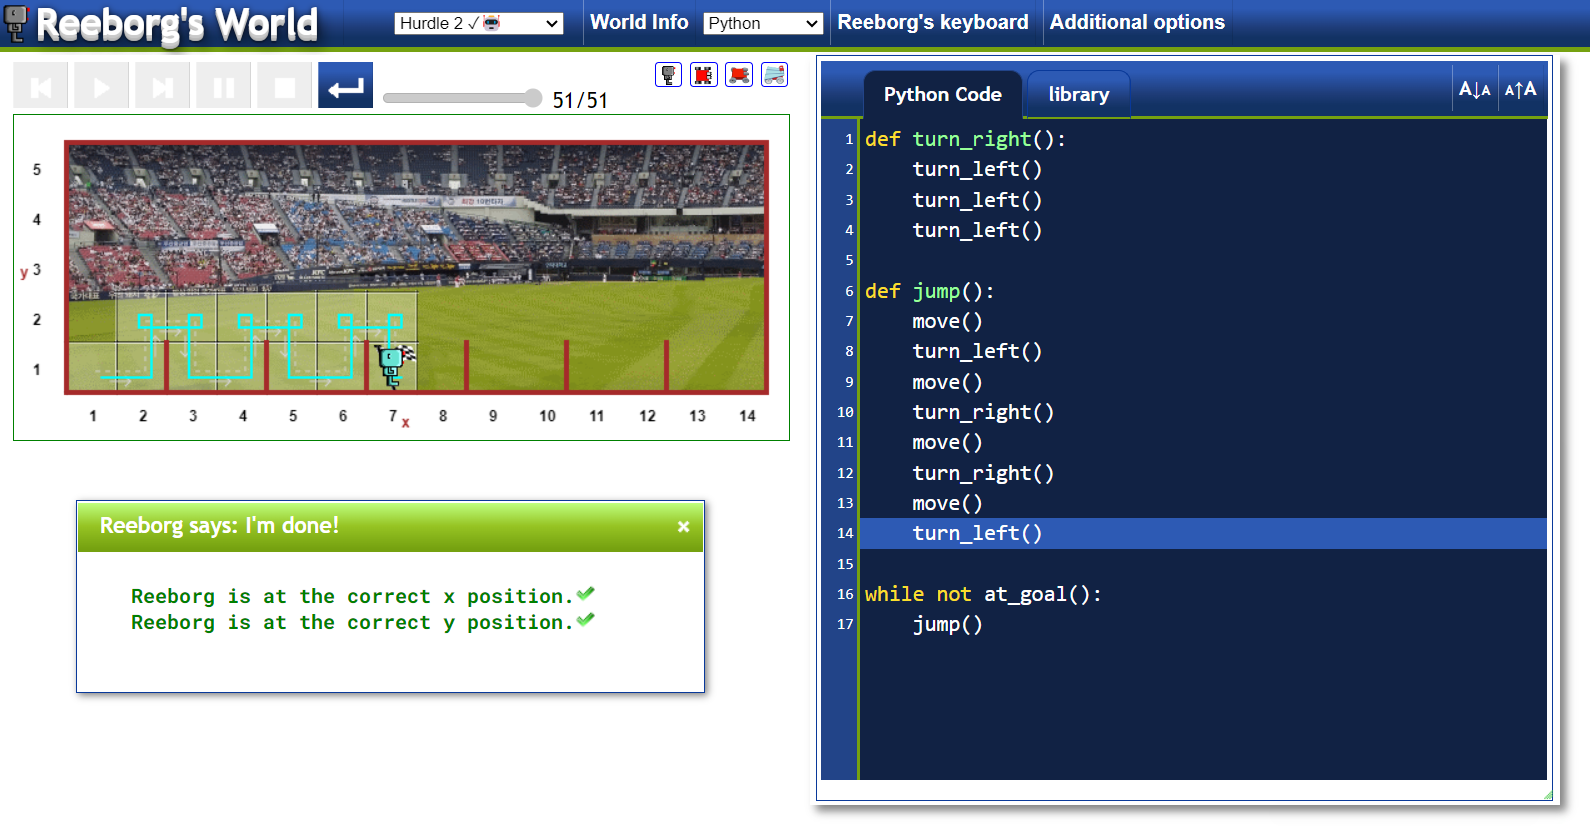 Reeborg's World
Hurdle 2 ✓🤖
World Info
Python
Reeborg's keyboard
Additional options
51/51
Python Code
library
A↓A
A↑A
5
4
y 3
2
1
1 2 3 4 5 6 7 x 8 9 10 11 12 13 14
KFC
Reeborg says: I'm done!
×
Reeborg is at the correct x position.✔
Reeborg is at the correct y position.✔
1 def turn_right():
2     turn_left()
3     turn_left()
4     turn_left()
5
6 def jump():
7     move()
8     turn_left()
9     move()
10     turn_right()
11     move()
12     turn_right()
13     move()
14     turn_left()
15
16 while not at_goal():
17     jump()